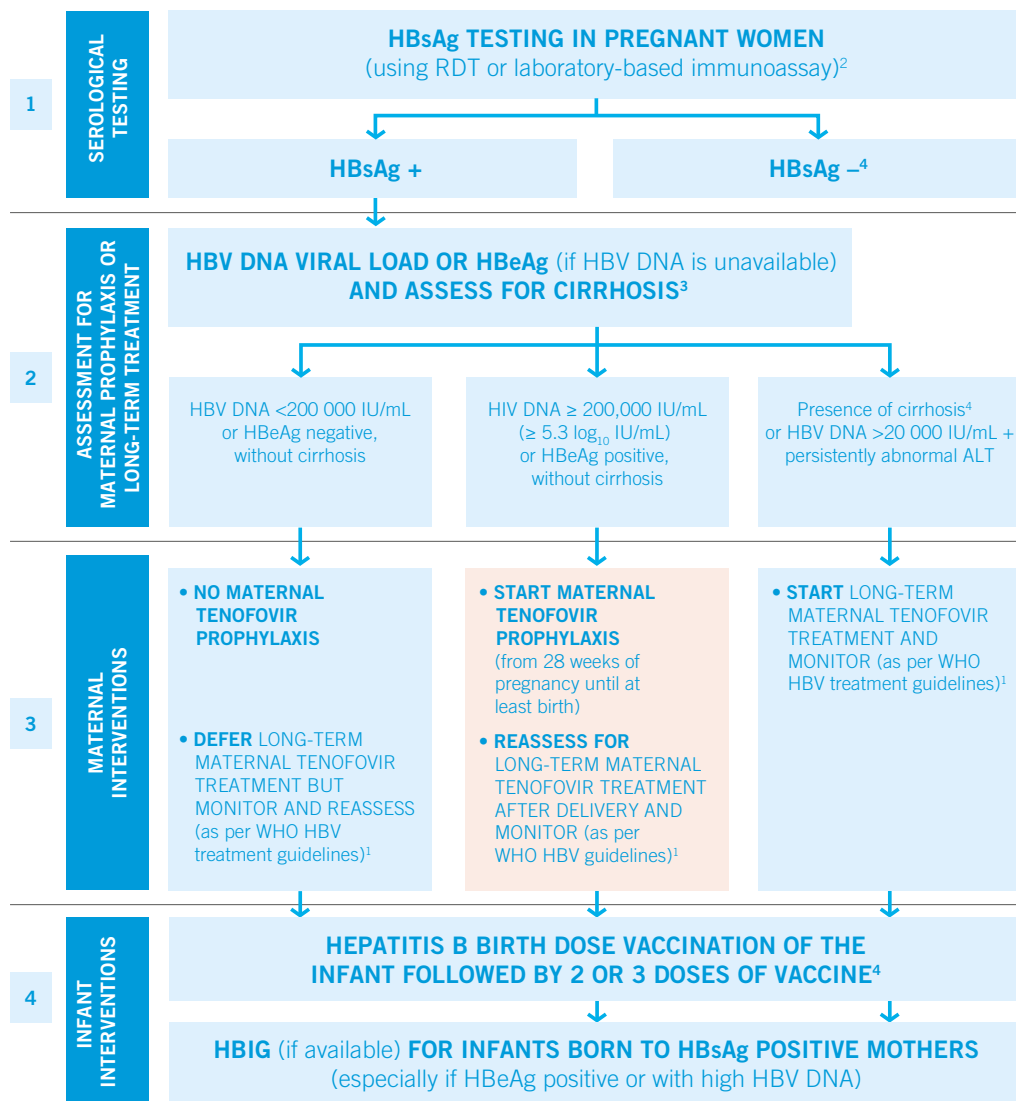 1
SEROLOGICAL
TESTING
HBsAg TESTING IN PREGNANT WOMEN
(using RDT or laboratory-based immunoassay)²
HBsAg +
HBsAg –⁴
2
ASSESSMENT FOR
MATERNAL PROPHYLAXIS OR
LONG-TERM TREATMENT
HBV DNA VIRAL LOAD OR HBeAg (if HBV DNA is unavailable)
AND ASSESS FOR CIRRHOSIS³
HBV DNA <200 000 IU/mL
or HBeAg negative,
without cirrhosis
HIV DNA ≥ 200,000 IU/mL
(≥ 5.3 log₁₀ IU/mL)
or HBeAg positive,
without cirrhosis
Presence of cirrhosis⁴
or HBV DNA >20 000 IU/mL +
persistently abnormal ALT
3
MATERNAL
INTERVENTIONS
• NO MATERNAL
TENOFOVIR
PROPHYLAXIS
• DEFER LONG-TERM
MATERNAL TENOFOVIR
TREATMENT BUT
MONITOR AND REASSESS
(as per WHO HBV
treatment guidelines)¹
• START MATERNAL
TENOFOVIR
PROPHYLAXIS
(from 28 weeks of
pregnancy until at
least birth)
• REASSESS FOR
LONG-TERM MATERNAL
TENOFOVIR TREATMENT
AFTER DELIVERY AND
MONITOR (as per
WHO HBV guidelines)¹
• START LONG-TERM
MATERNAL TENOFOVIR
TREATMENT AND
MONITOR (as per WHO
HBV treatment guidelines)¹
4
INFANT
INTERVENTIONS
HEPATITIS B BIRTH DOSE VACCINATION OF THE
INFANT FOLLOWED BY 2 OR 3 DOSES OF VACCINE⁴
HBIG (if available) FOR INFANTS BORN TO HBsAg POSITIVE MOTHERS
(especially if HBeAg positive or with high HBV DNA)